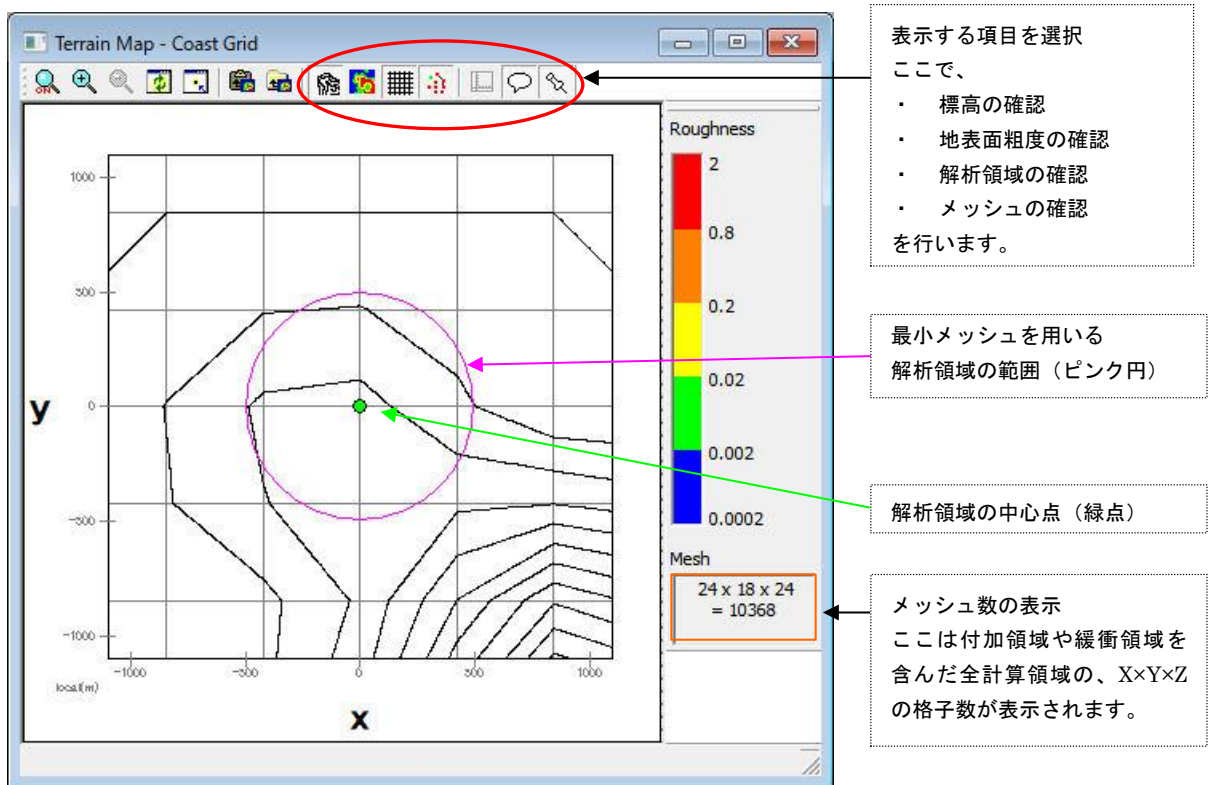 Terrain Map - Coast Grid
ON
Roughness
2
0.8
0.2
0.02
0.002
0.0002
Mesh
24 x 18 x 24
= 10368
1000
500
0
-500
-1000
y
-1000
-500
0
500
1000
local(m)
x
表示する項目を選択
ここで、
・ 標高の確認
・ 地表面粗度の確認
・ 解析領域の確認
・ メッシュの確認
を行います。
最小メッシュを用いる
解析領域の範囲（ピンク円）
解析領域の中心点（緑点）
メッシュ数の表示
ここは付加領域や緩衝領域を
含んだ全計算領域の、X×Y×Z
の格子数が表示されます。